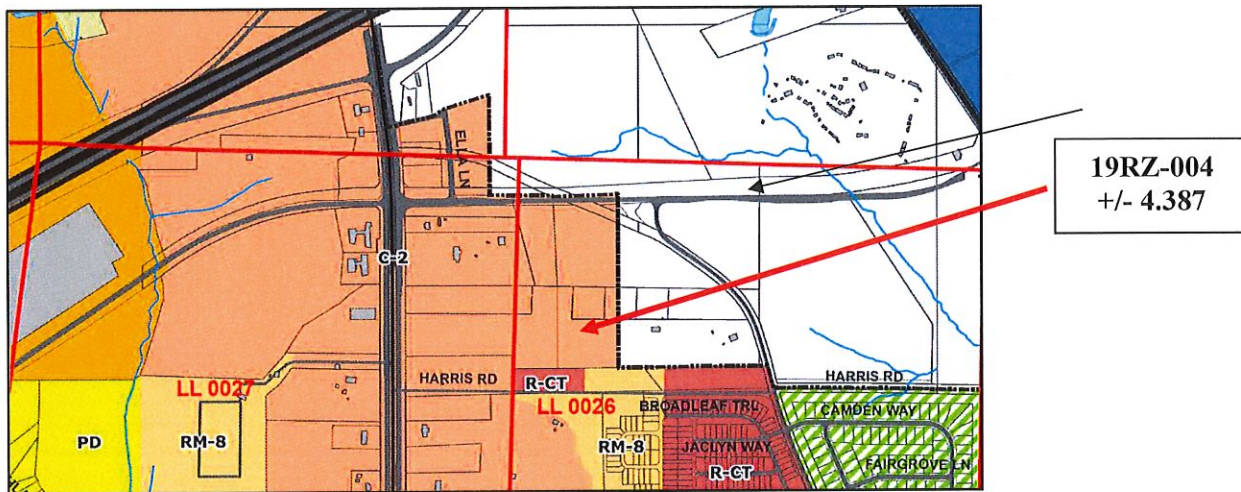 ELLA LN
19RZ-004
+/- 4.387
C-2
HARRIS RD
R-CT
HARRIS RD
LL 0027
LL 0026
BROADLEAF TRL
CAMDEN WAY
PD
RM-8
RM-8
JACLYN WAY
R-CT
FAIRGROVE LN